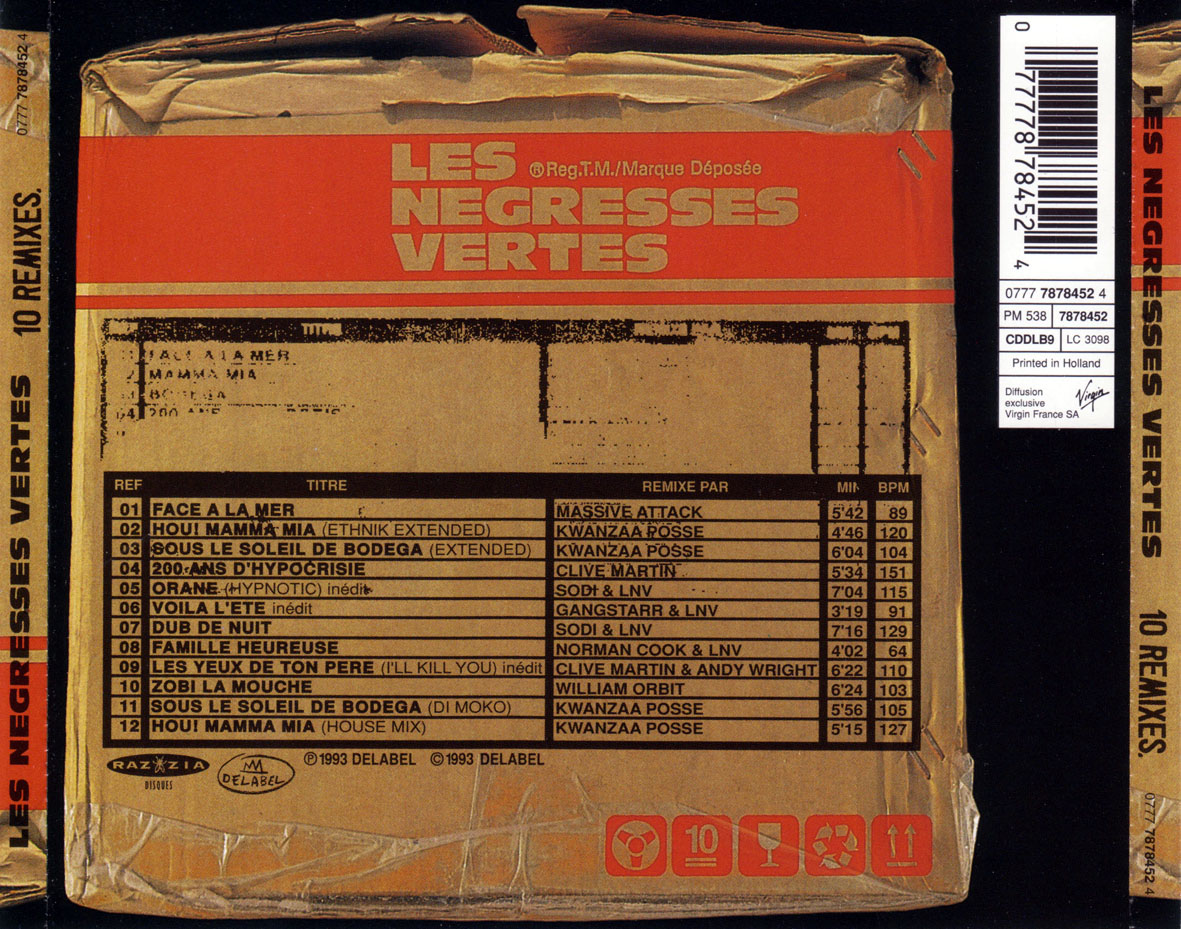 0777 7878452 4
LES NEGRESSES VERTES 10 REMIXES.
LES ®Reg.T.M./Marque Déposée
NEGRESSES
VERTES
FACE A LA MER
MAMMA MIA
BODEGA
04 200 ANS
REF TITRE REMIXE PAR MIN BPM
01 FACE A LA MER MASSIVE ATTACK 5'42 89
02 HOU! MAMMA MIA (ETHNIK EXTENDED) KWANZAA POSSE 4'46 120
03 SOUS LE SOLEIL DE BODEGA (EXTENDED) KWANZAA POSSE 6'04 104
04 200 ANS D'HYPOCRISIE CLIVE MARTIN 5'34 151
05 ORANE (HYPNOTIC) inédit SODI & LNV 7'04 115
06 VOILA L'ETE inédit GANGSTARR & LNV 3'19 91
07 DUB DE NUIT SODI & LNV 7'16 129
08 FAMILLE HEUREUSE NORMAN COOK & LNV 4'02 64
09 LES YEUX DE TON PERE (I'LL KILL YOU) inédit CLIVE MARTIN & ANDY WRIGHT 6'22 110
10 ZOBI LA MOUCHE WILLIAM ORBIT 6'24 103
11 SOUS LE SOLEIL DE BODEGA (DI MOKO) KWANZAA POSSE 5'56 105
12 HOU! MAMMA MIA (HOUSE MIX) KWANZAA POSSE 5'15 127
RAZZIA
DISQUES
DELABEL
℗1993 DELABEL ©1993 DELABEL
10
0 77778 78452 4
0777 7878452 4
PM 538 7878452
CDDLB9 LC 3098
Printed in Holland
Diffusion
exclusive
Virgin France SA
Virgin
LES NEGRESSES VERTES 10 REMIXES.
0777 7878452 4